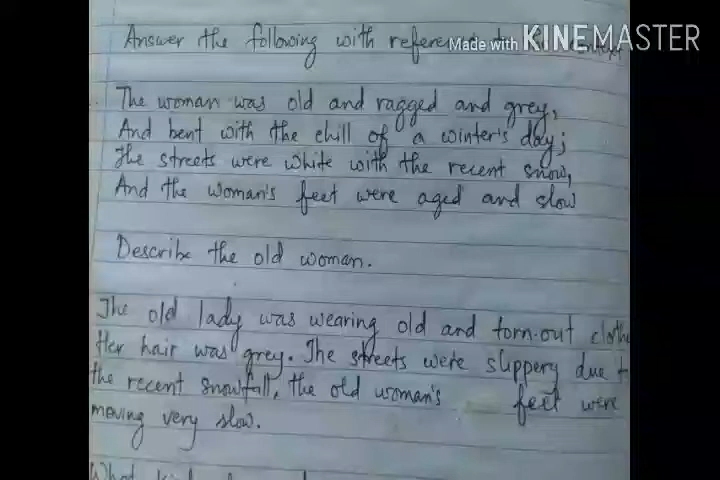 Answer the following with
Made with KINEMASTER
The woman was old and ragged and grey,
And bent with the chill of a winter's day;
The streets were white with the recent snow,
And the woman's feet were aged and slow
Describe the old woman.
The old lady was wearing old and torn-out
Her hair was grey. The streets were slippery due
the recent snowfall, the old woman's feet were
moving very slow.
What